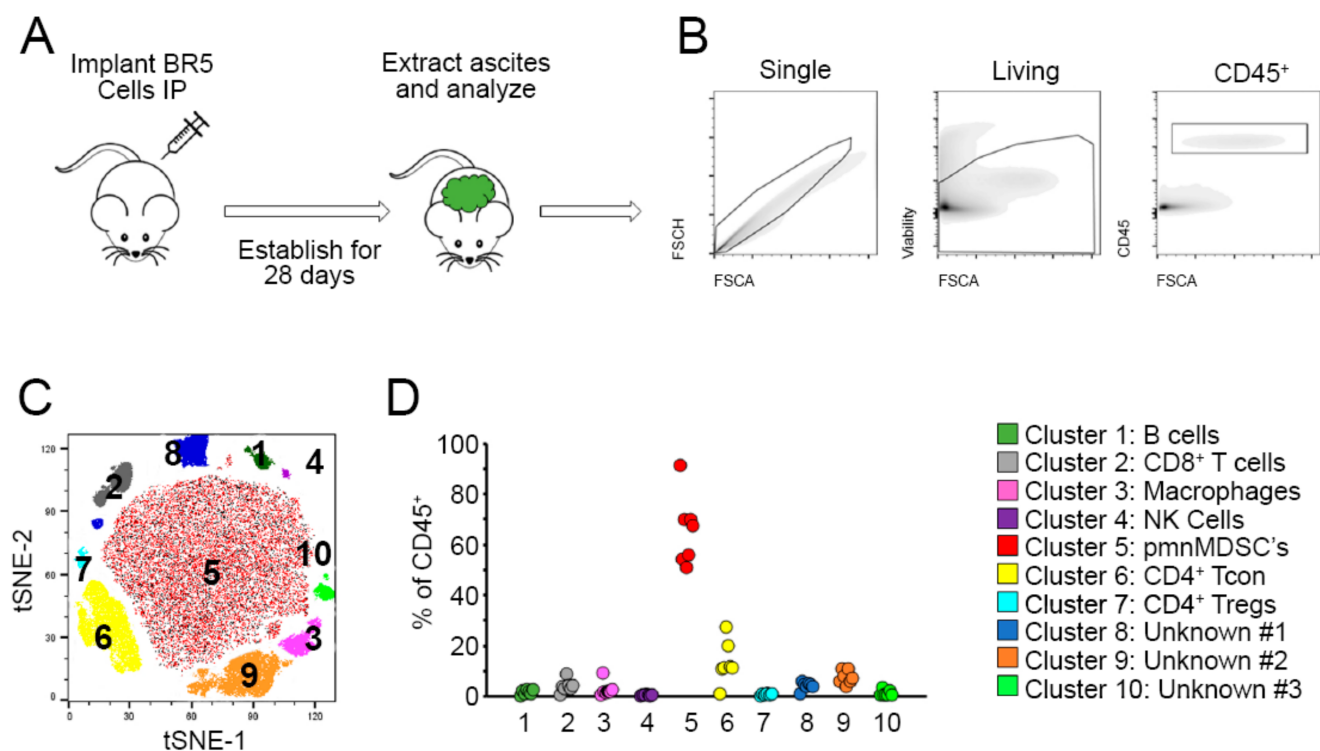 A
Implant BR5
Cells IP
Establish for
28 days
Extract ascites
and analyze
B
Single
FSCH
FSCA
Living
Viability
FSCA
CD45⁺
CD45
FSCA
C
tSNE-2
120
90
60
30
0
0
30
60
90
120
tSNE-1
8
1
4
2
10
7
5
6
3
9
D
% of CD45⁺
100
80
60
40
20
0
1
2
3
4
5
6
7
8
9
10
Cluster 1: B cells
Cluster 2: CD8⁺ T cells
Cluster 3: Macrophages
Cluster 4: NK Cells
Cluster 5: pmnMDSC's
Cluster 6: CD4⁺ Tcon
Cluster 7: CD4⁺ Tregs
Cluster 8: Unknown #1
Cluster 9: Unknown #2
Cluster 10: Unknown #3